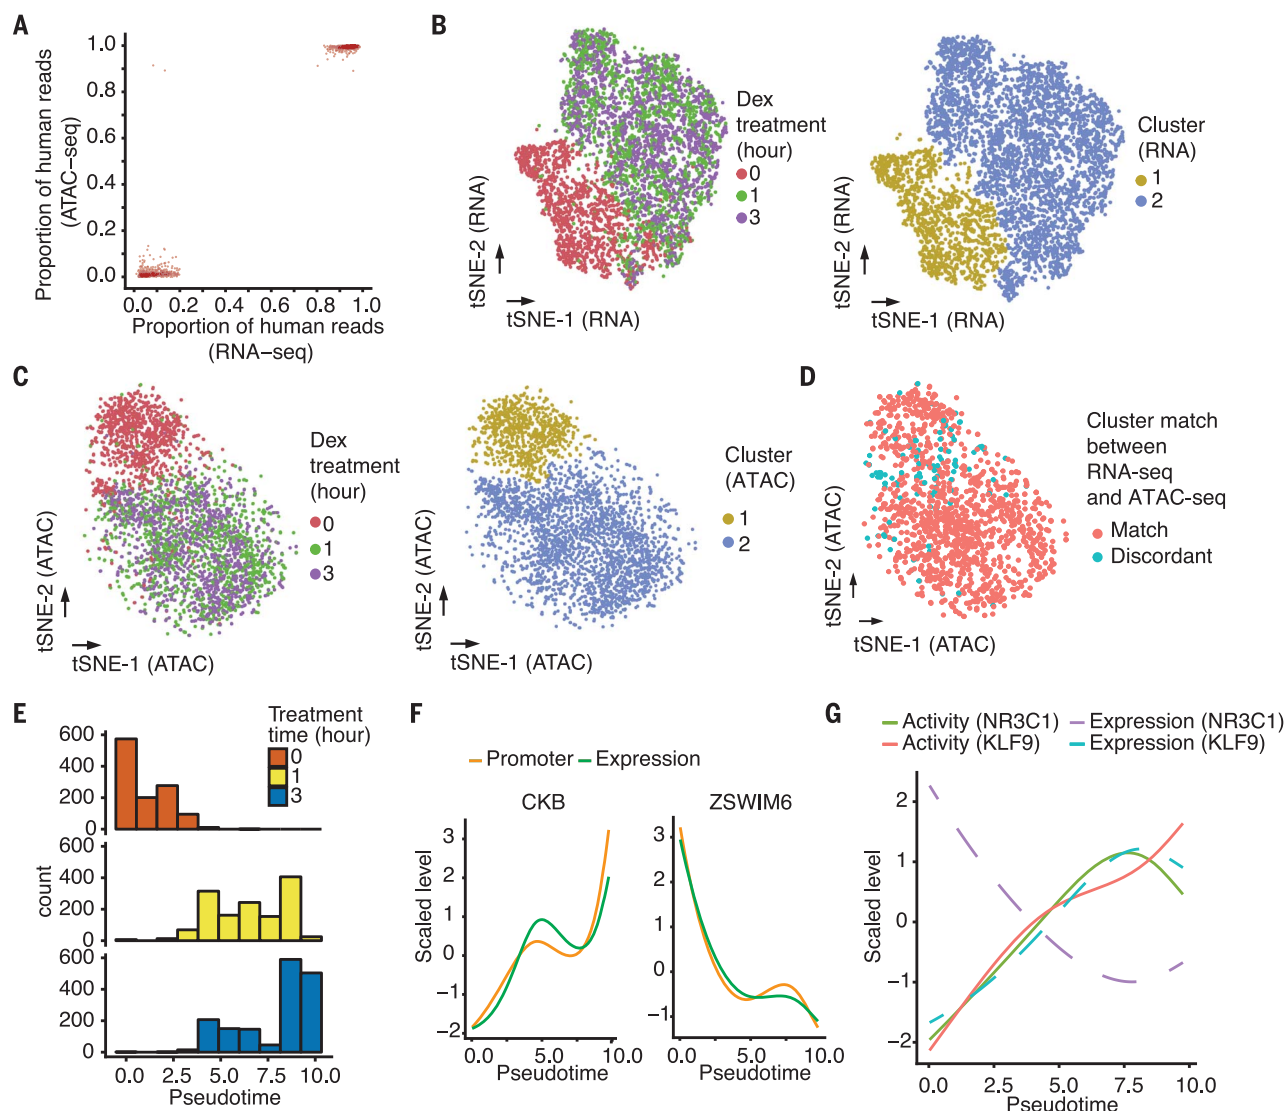 A
1.0
0.8
0.6
0.4
0.2
0.0
Proportion of human reads
(ATAC–seq)
0.0 0.2 0.4 0.6 0.8 1.0
Proportion of human reads
(RNA–seq)
B
tSNE-2 (RNA)
tSNE-1 (RNA)
Dex
treatment
(hour)
0
1
3
tSNE-2 (RNA)
tSNE-1 (RNA)
Cluster
(RNA)
1
2
C
tSNE-2 (ATAC)
tSNE-1 (ATAC)
Dex
treatment
(hour)
0
1
3
tSNE-2 (ATAC)
tSNE-1 (ATAC)
Cluster
(ATAC)
1
2
D
tSNE-2 (ATAC)
tSNE-1 (ATAC)
Cluster match
between
RNA-seq
and ATAC-seq
Match
Discordant
E
Treatment
time (hour)
0
1
3
600
400
200
0
600
400
200
0
600
400
200
0
count
0.0 2.5 5.0 7.5 10.0
Pseudotime
F
Promoter Expression
CKB ZSWIM6
Scaled level
3
2
1
0
−1
−2
0.0 5.0 10.0
3
2
1
0
−1
0.0 5.0 10.0
Pseudotime Pseudotime
G
Activity (NR3C1) Expression (NR3C1)
Activity (KLF9) Expression (KLF9)
Scaled level
2
1
0
−1
−2
0.0 2.5 5.0 7.5 10.0
Pseudotime